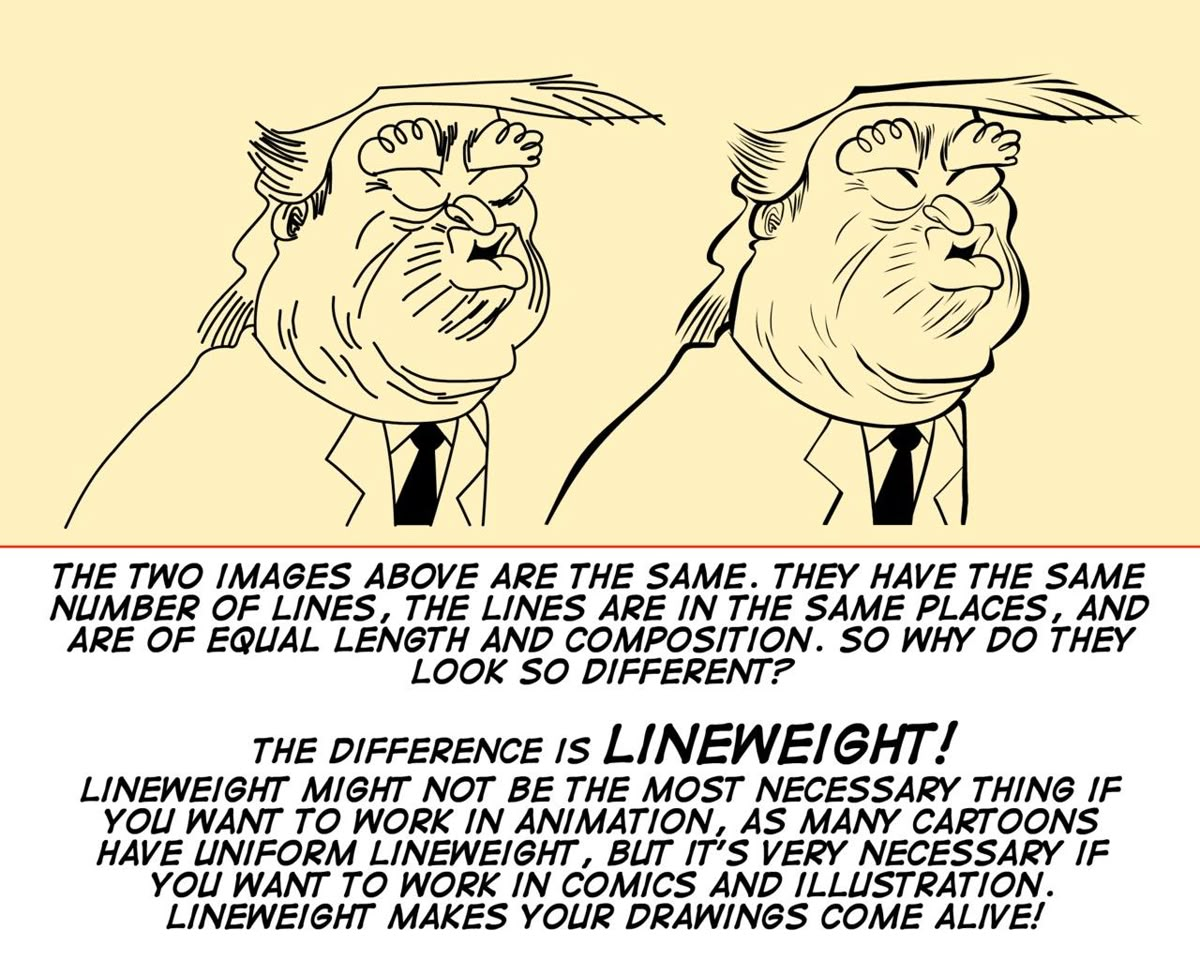 THE TWO IMAGES ABOVE ARE THE SAME. THEY HAVE THE SAME
NUMBER OF LINES, THE LINES ARE IN THE SAME PLACES, AND
ARE OF EQUAL LENGTH AND COMPOSITION. SO WHY DO THEY
LOOK SO DIFFERENT?
THE DIFFERENCE IS LINEWEIGHT!
LINEWEIGHT MIGHT NOT BE THE MOST NECESSARY THING IF
YOU WANT TO WORK IN ANIMATION, AS MANY CARTOONS
HAVE UNIFORM LINEWEIGHT, BUT IT'S VERY NECESSARY IF
YOU WANT TO WORK IN COMICS AND ILLUSTRATION.
LINEWEIGHT MAKES YOUR DRAWINGS COME ALIVE!